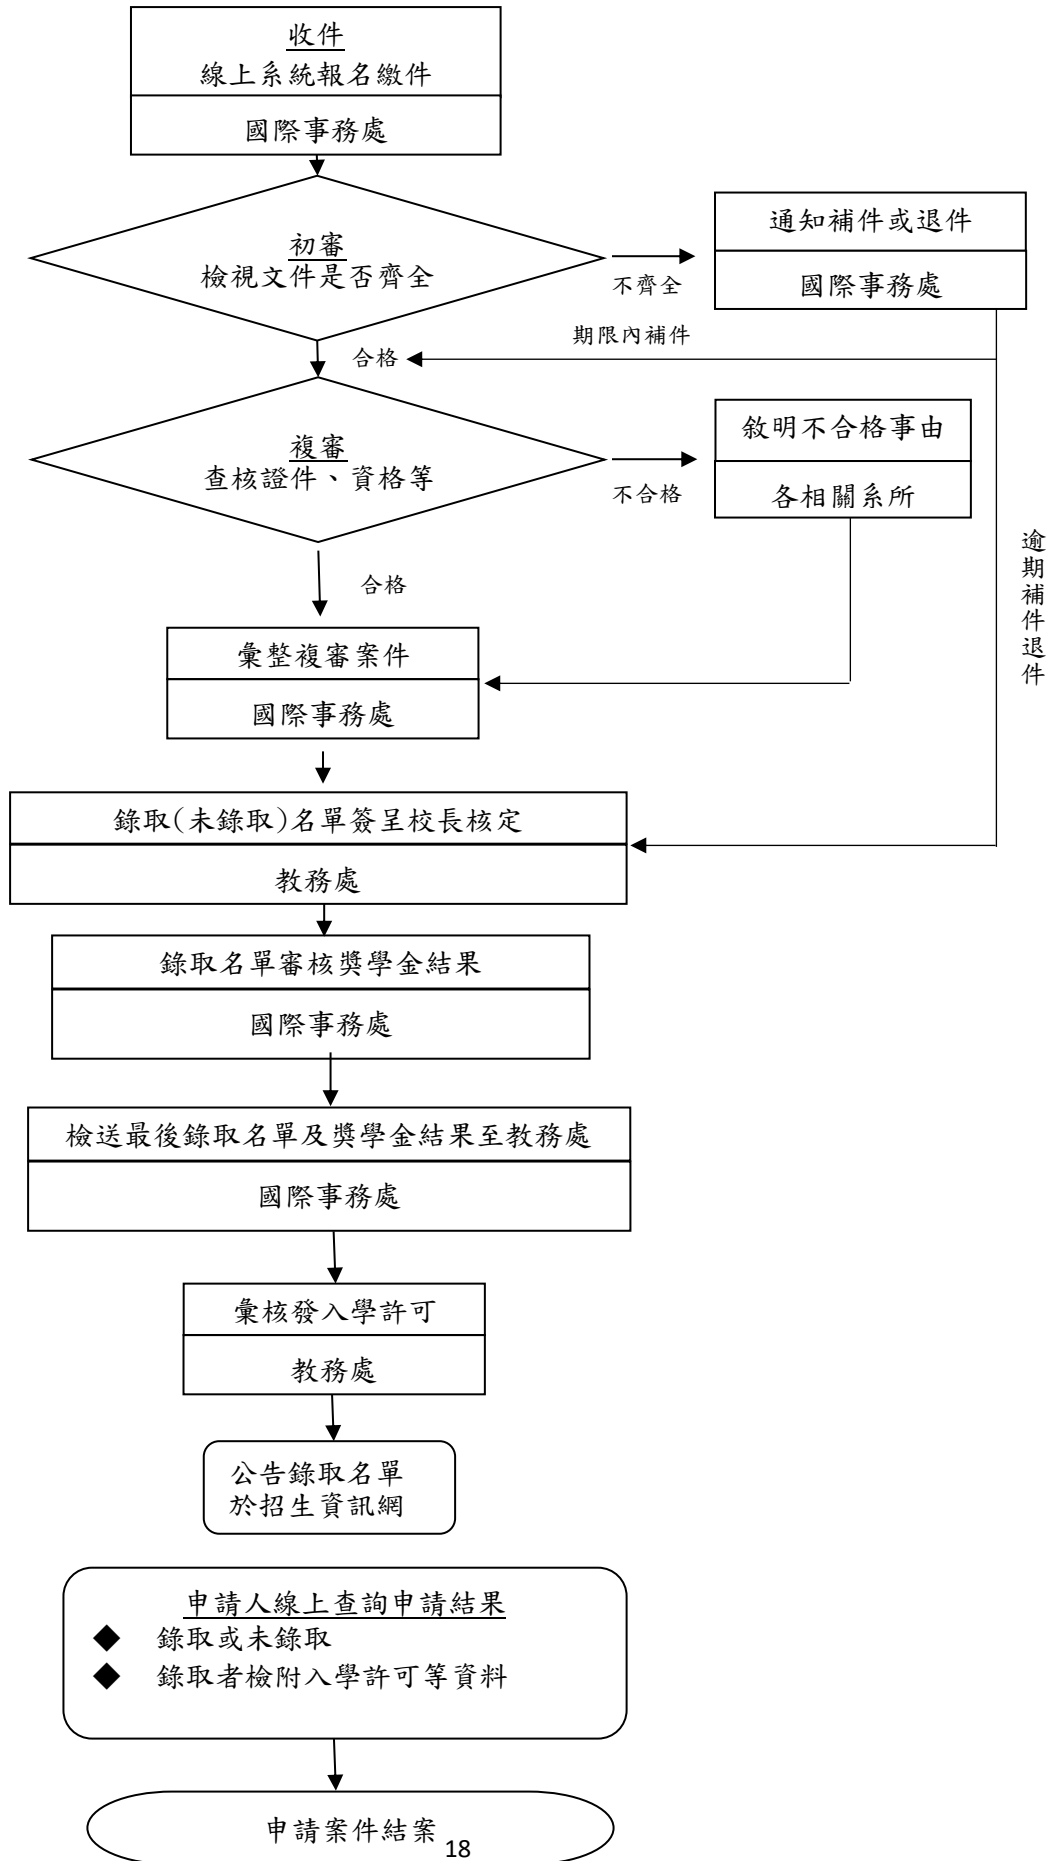 收件
線上系統報名繳件
國際事務處
初審
檢視文件是否齊全
不齊全
通知補件或退件
國際事務處
期限內補件
合格
複審
查核證件、資格等
不合格
敘明不合格事由
各相關系所
逾期補件退件
合格
彙整複審案件
國際事務處
錄取(未錄取)名單簽呈校長核定
教務處
錄取名單審核獎學金結果
國際事務處
檢送最後錄取名單及獎學金結果至教務處
國際事務處
彙核發入學許可
教務處
公告錄取名單
於招生資訊網
申請人線上查詢申請結果
◆ 錄取或未錄取
◆ 錄取者檢附入學許可等資料
申請案件結案
18